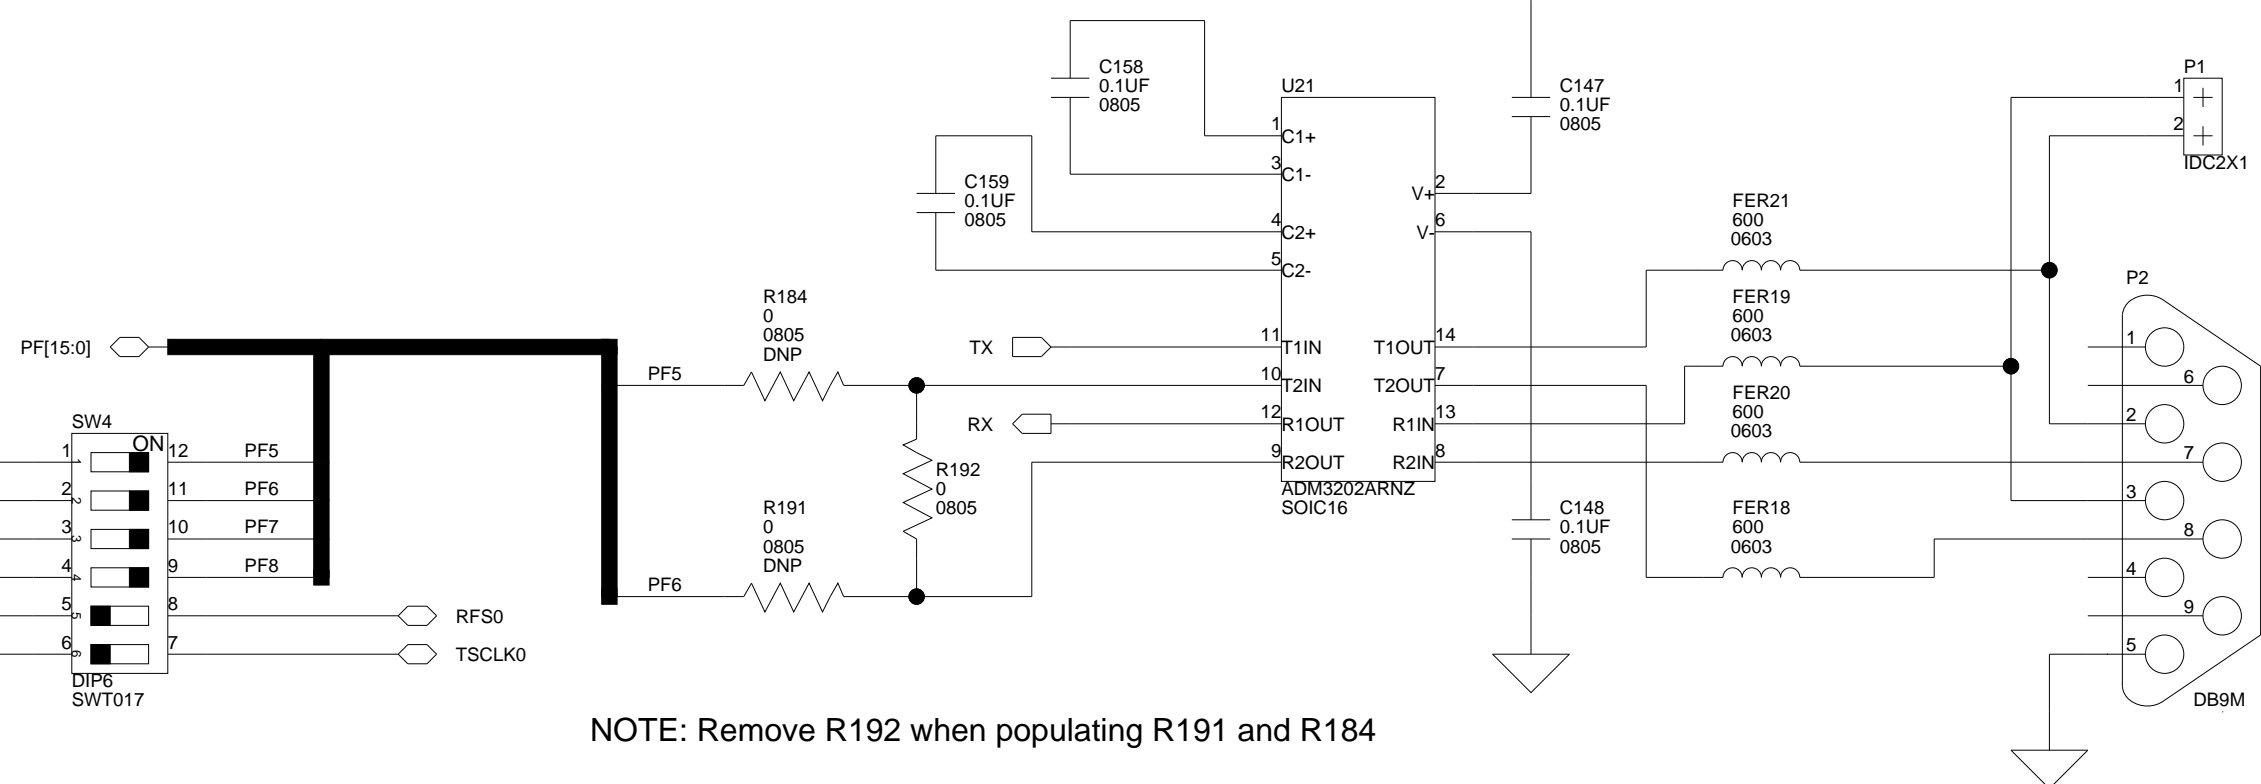 C158
0.1UF
0805
C159
0.1UF
0805
U21
1 C1+
3 C1-
4 C2+
5 C2-
V+ 2
V- 6
11 T1IN T1OUT 14
10 T2IN T2OUT 7
12 R1OUT R1IN 13
9 R2OUT R2IN 8
ADM3202ARNZ
SOIC16
C147
0.1UF
0805
C148
0.1UF
0805
P1
1
2
IDC2X1
FER21
600
0603
FER19
600
0603
FER20
600
0603
FER18
600
0603
P2
1
6
2
7
3
8
4
9
5
DB9M
PF[15:0]
TX
RX
R184
0
0805
DNP
PF5
R192
0
0805
R191
0
0805
DNP
PF6
SW4
ON
1 1 12 PF5
2 2 11 PF6
3 3 10 PF7
4 4 9 PF8
5 5 8 RFS0
6 6 7 TSCLK0
DIP6
SWT017
NOTE: Remove R192 when populating R191 and R184